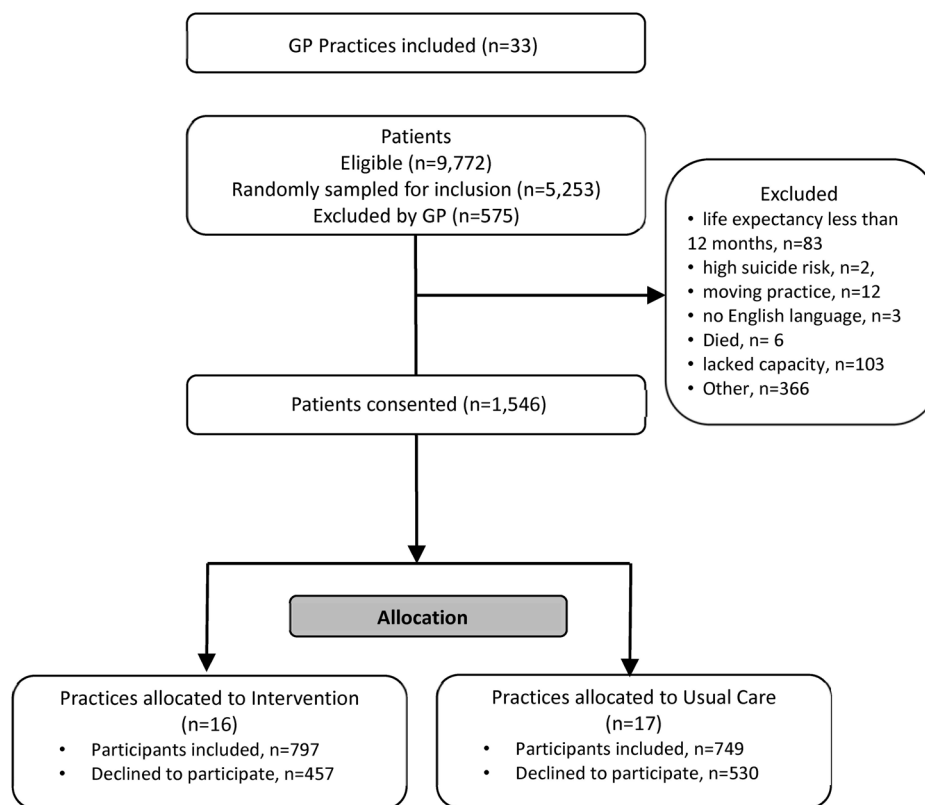 GP Practices included (n=33)
Patients
Eligible (n=9,772)
Randomly sampled for inclusion (n=5,253)
Excluded by GP (n=575)
Excluded
• life expectancy less than
12 months, n=83
• high suicide risk, n=2,
• moving practice, n=12
• no English language, n=3
• Died, n= 6
• lacked capacity, n=103
• Other, n=366
Patients consented (n=1,546)
Allocation
Practices allocated to Intervention
(n=16)
• Participants included, n=797
• Declined to participate, n=457
Practices allocated to Usual Care
(n=17)
• Participants included, n=749
• Declined to participate, n=530